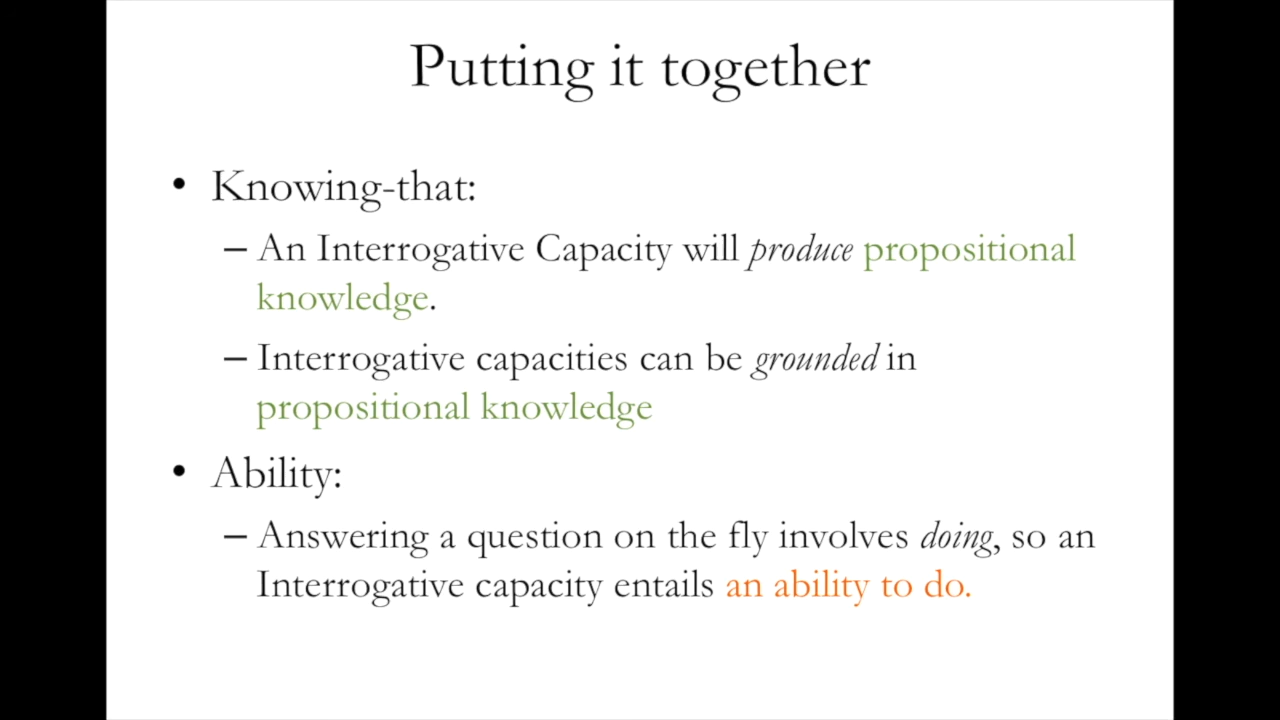 Putting it together
• Knowing-that:
– An Interrogative Capacity will produce propositional
knowledge.
– Interrogative capacities can be grounded in
propositional knowledge
• Ability:
– Answering a question on the fly involves doing, so an
Interrogative capacity entails an ability to do.